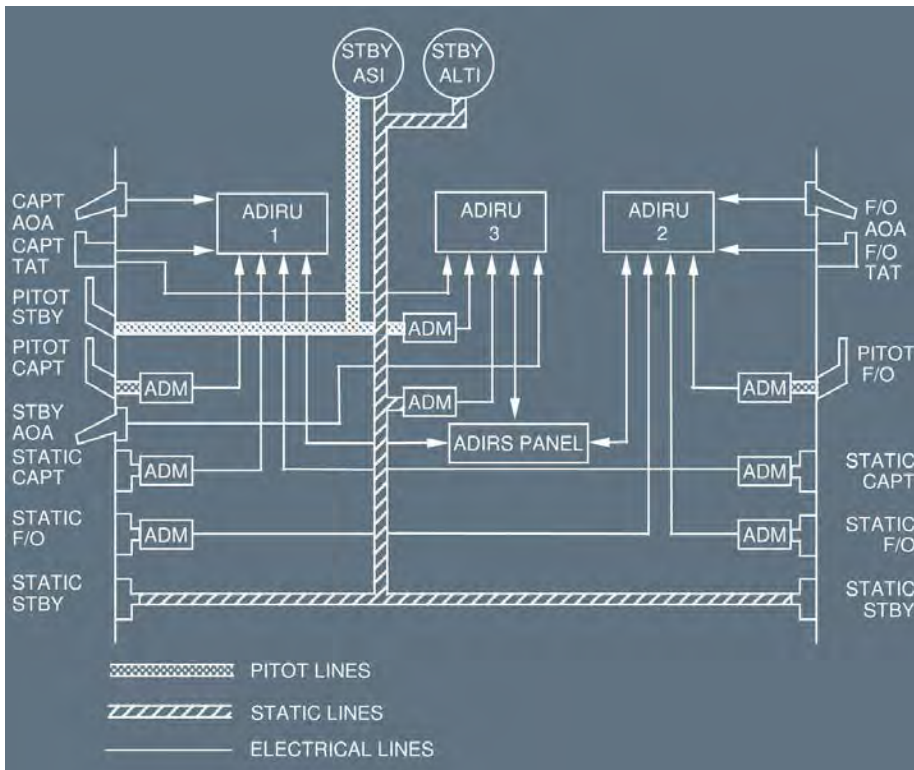 STBY
ASI
STBY
ALTI
CAPT
AOA
ADIRU
1
ADIRU
3
ADIRU
2
F/O
AOA
CAPT
TAT
F/O
TAT
PITOT
STBY
ADM
PITOT
CAPT
ADM
ADM
PITOT
F/O
STBY
AOA
ADM
ADIRS PANEL
STATIC
CAPT
ADM
ADM
STATIC
CAPT
STATIC
F/O
ADM
ADM
STATIC
F/O
STATIC
STBY
STATIC
STBY
PITOT LINES
STATIC LINES
ELECTRICAL LINES